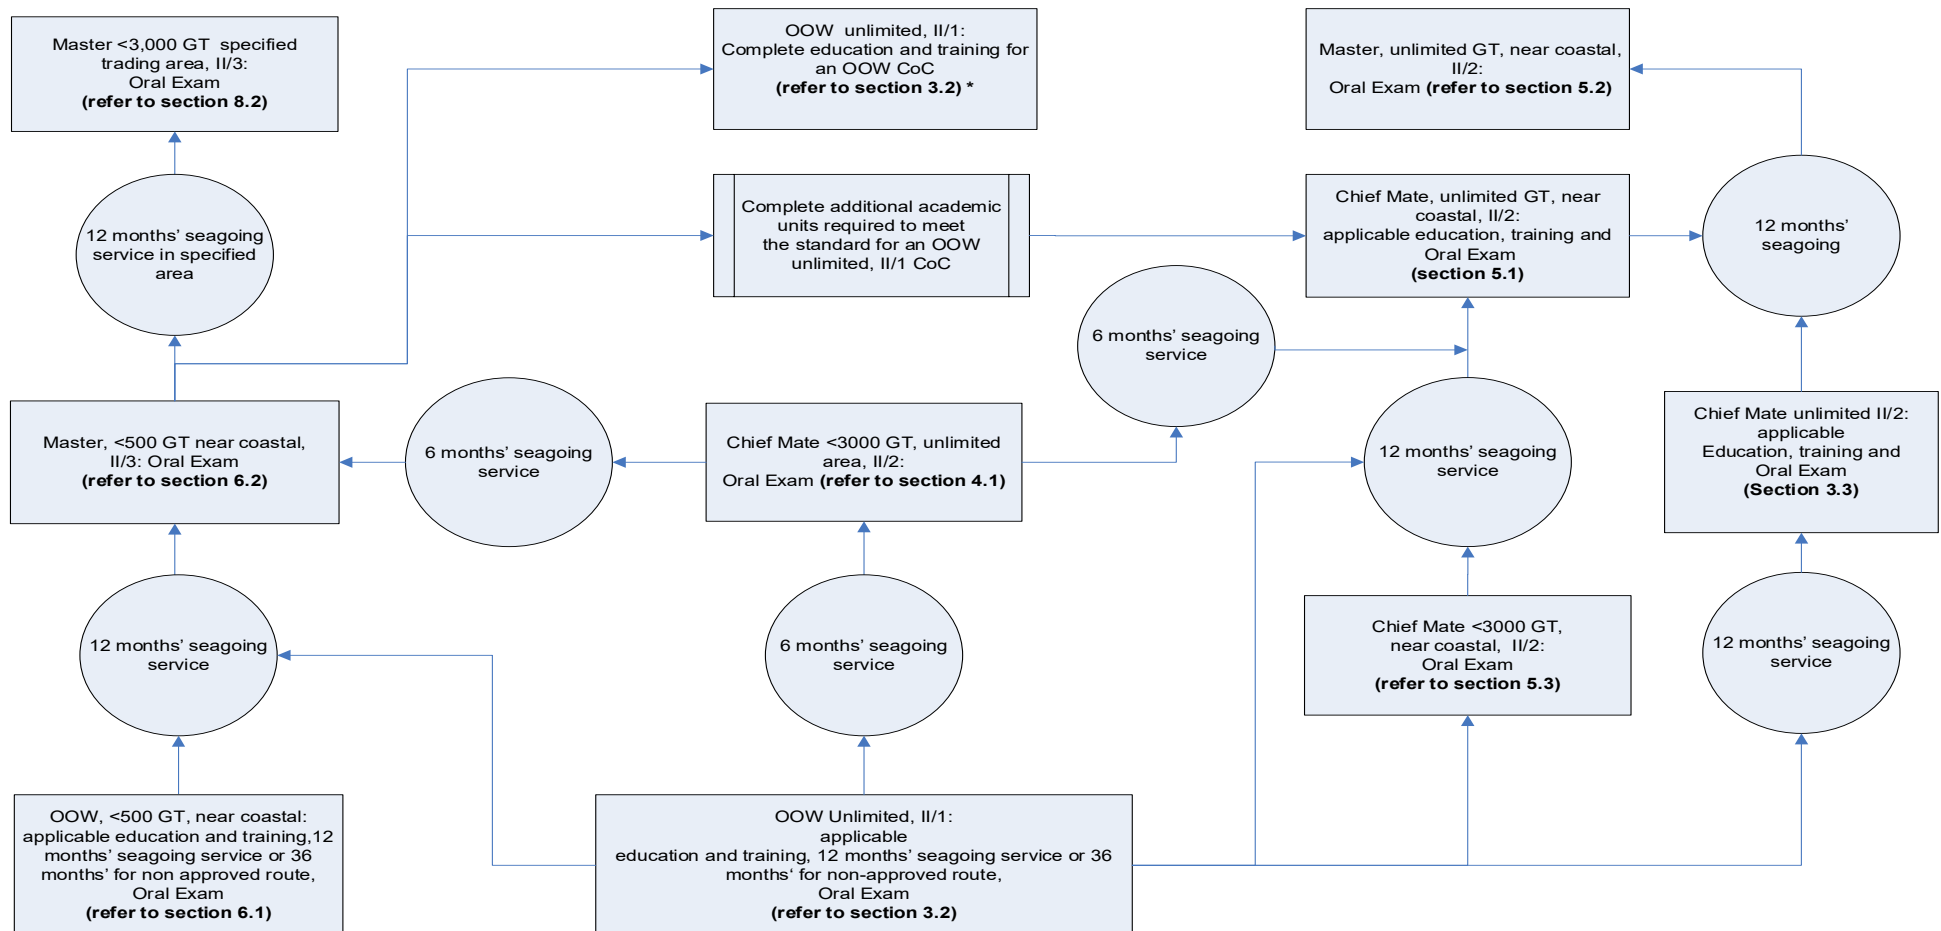 Master <3,000 GT  specified
trading area, II/3:
Oral Exam
(refer to section 8.2)
OOW  unlimited, II/1:
Complete education and training for
an OOW CoC
(refer to section 3.2) *
Master, unlimited GT, near coastal,
II/2:
Oral Exam (refer to section 5.2)
12 months’ seagoing
service in specified
area
Complete additional academic
units required to meet
the standard for an OOW
unlimited, II/1 CoC
Chief Mate, unlimited GT, near
coastal, II/2:
applicable education, training and
Oral Exam
(section 5.1)
12 months’
seagoing
6 months’ seagoing
service
Master, <500 GT near coastal,
II/3: Oral Exam
(refer to section 6.2)
6 months’ seagoing
service
Chief Mate <3000 GT, unlimited
area, II/2:
Oral Exam (refer to section 4.1)
12 months’ seagoing
service
Chief Mate unlimited II/2:
applicable
Education, training and
Oral Exam
(Section 3.3)
12 months’ seagoing
service
6 months’ seagoing
service
Chief Mate <3000 GT,
near coastal,  II/2:
Oral Exam
(refer to section 5.3)
12 months’ seagoing
service
OOW, <500 GT, near coastal:
applicable education and training,12
months’ seagoing service or 36
months’ for non approved route,
Oral Exam
(refer to section 6.1)
OOW Unlimited, II/1:
applicable
education and training, 12 months’ seagoing service or 36
months‘ for non-approved route,
Oral Exam
(refer to section 3.2)